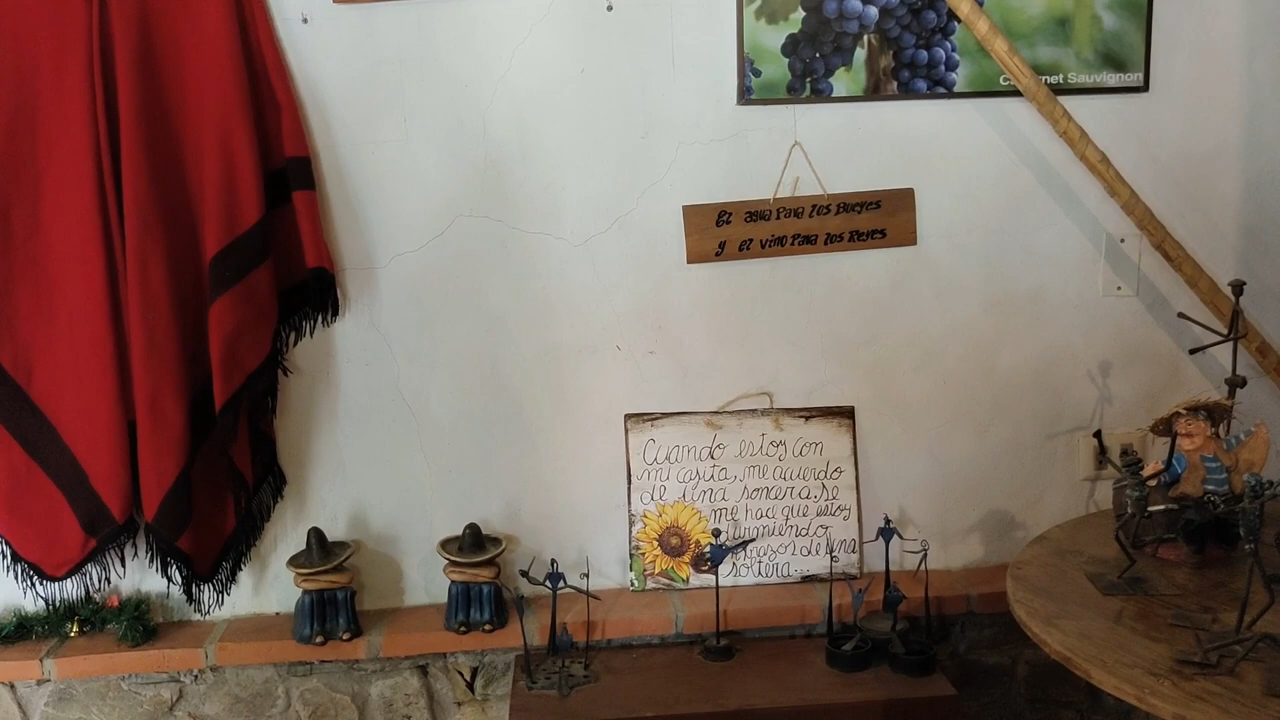 Cabernet Sauvignon
El agua Para los Bueyes
y el vino Para los Reyes
Cuando estoy con
mi casita, me acuerdo
de una soncera. Se
me hace que estoy
durmiendo
brazos de una
soltera...